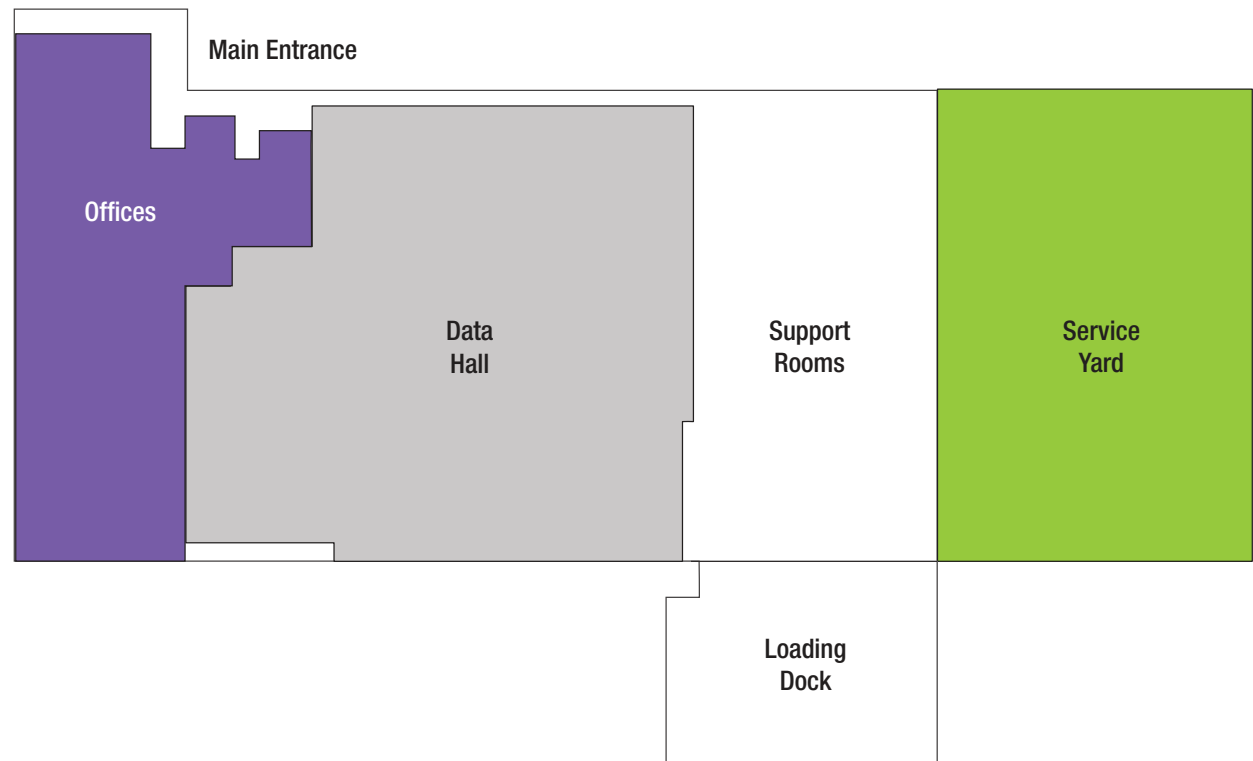 Main Entrance
Offices
Data
Hall
Support
Rooms
Service
Yard
Loading
Dock